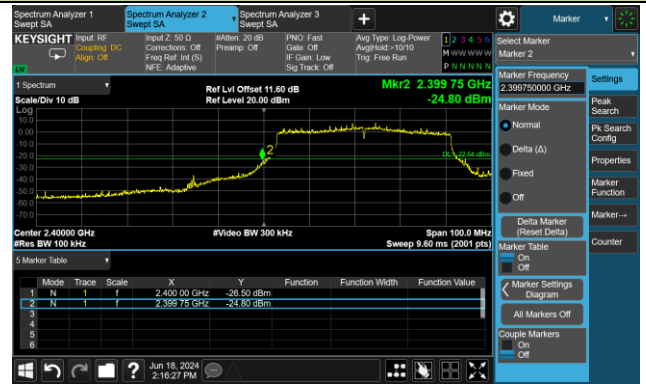 Spectrum Analyzer 1
Swept SA
Spectrum Analyzer 2
Swept SA
Spectrum Analyzer 3
Swept SA
Marker
KEYSIGHT
Input: RF
Coupling: DC
Align: Off
Input Z: 50 Ω
Corrections: Off
Freq Ref: Int (S)
NFE: Adaptive
#Atten: 20 dB
Preamp: Off
PNO: Fast
Gate: Off
IF Gain: Low
Sig Track: Off
Avg Type: Log-Power
Avg|Hold:>10/10
Trig: Free Run
1 2 3 4 5 6
M W W W W W
P N N N N N
Select Marker
Marker 2
1 Spectrum
Scale/Div 10 dB
Ref Lvl Offset 11.60 dB
Ref Level 20.00 dBm
Mkr2 2.399 75 GHz
-24.80 dBm
Log
10.0
0.00
-10.0
-20.0
-30.0
-40.0
-50.0
-60.0
-70.0
2
DL1 -22.64 dBm
Center 2.40000 GHz
#Res BW 100 kHz
#Video BW 300 kHz
Span 100.0 MHz
Sweep 9.60 ms (2001 pts)
5 Marker Table
Mode Trace Scale X Y Function Function Width Function Value
1 N 1 f 2.400 00 GHz -26.50 dBm
2 N 1 f 2.399 75 GHz -24.80 dBm
3
4
5
6
Marker Frequency
2.399750000 GHz
Marker Mode
Normal
Delta (Δ)
Fixed
Off
Delta Marker
(Reset Delta)
Marker Table
On
Off
Marker Settings
Diagram
All Markers Off
Couple Markers
On
Off
Settings
Peak
Search
Pk Search
Config
Properties
Marker
Function
Marker→
Counter
?
Jun 18, 2024
2:16:27 PM